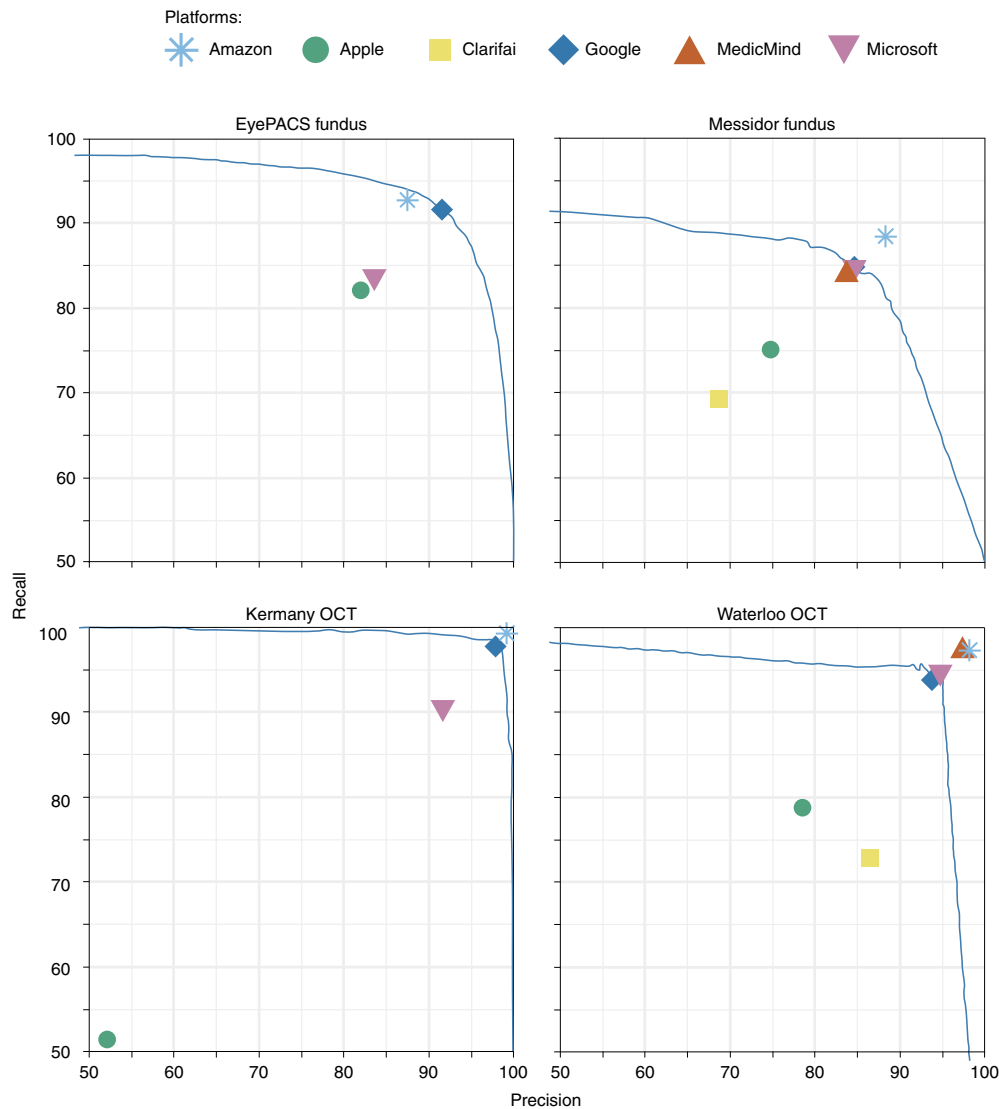 Platforms:
Amazon Apple Clarifai Google MedicMind Microsoft
EyePACS fundus
Messidor fundus
100
90
80
70
60
50
Recall
Kermany OCT
Waterloo OCT
100
90
80
70
60
50
50 60 70 80 90 100 60 70 80 90 100
Precision